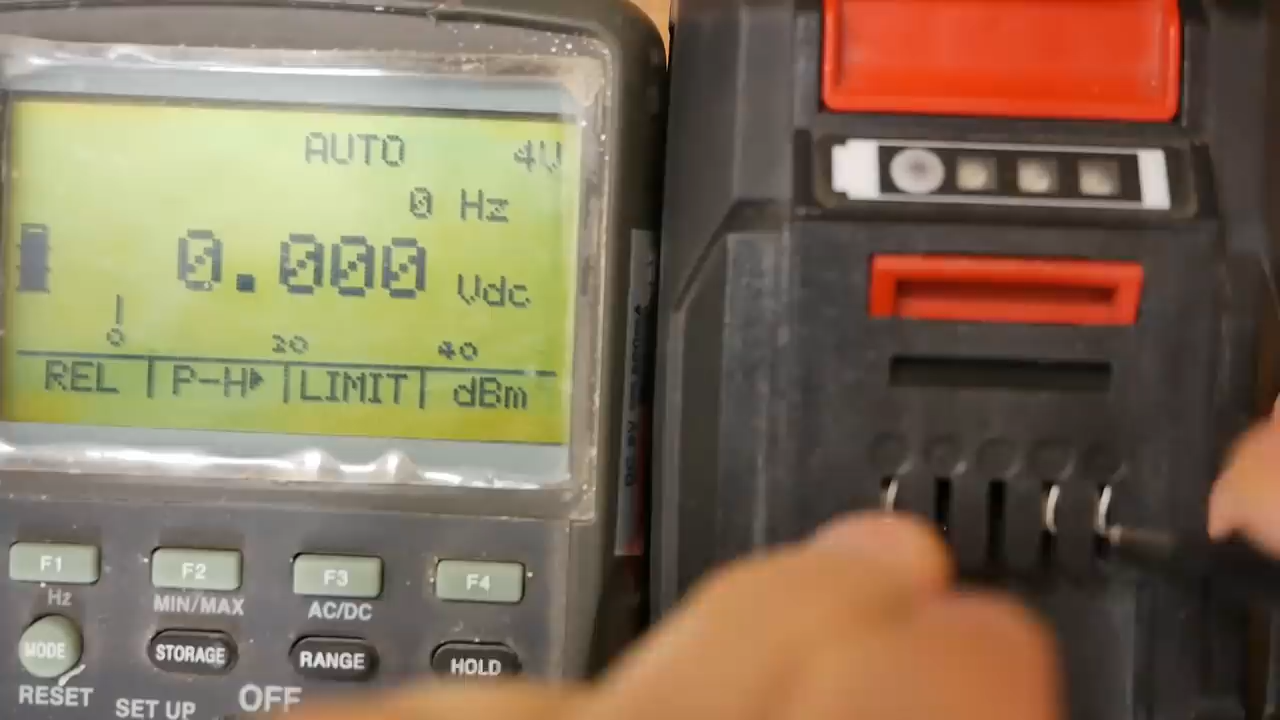 AUTO 4V
0 Hz
0.000 Vdc
0 20 40
REL P-H LIMIT dBm
F1 F2 F3 F4
Hz MIN/MAX AC/DC
MODE STORAGE RANGE HOLD
RESET SET UP OFF